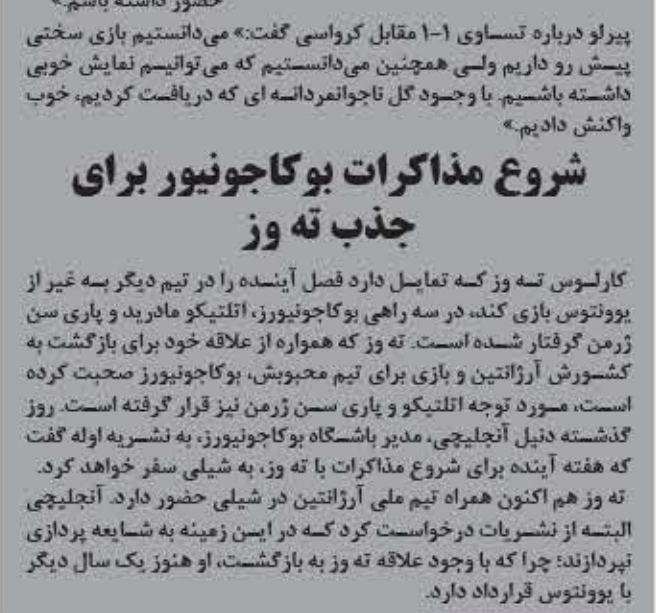 حضور داشته باشم.»
پیرلو درباره تساوی ۱-۱ مقابل کرواسی گفت:» می‌دانستیم بازی سختی
پیش رو داریم ولی همچنین می‌دانستیم که می‌توانیم نمایش خوبی
داشته باشیم. با وجود گل ناجوانمردانه ای که دریافت کردیم، خوب
واکنش دادیم.»
شروع مذاکرات بوکاجونیور برای
جذب ته وز
کارلوس ته وز که تمایل دارد فصل آینده را در تیم دیگر به غیر از
یوونتوس بازی کند، در سه راهی بوکاجونیورز، اتلتیکو مادرید و پاری سن
ژرمن گرفتار شده است. ته وز که همواره از علاقه خود برای بازگشت به
کشورش آرژانتین و بازی برای تیم محبوبش، بوکاجونیورز صحبت کرده
است، مورد توجه اتلتیکو و پاری سن ژرمن نیز قرار گرفته است. روز
گذشته دنیل آنجلیچی، مدیر باشگاه بوکاجونیورز، به نشریه اوله گفت
که هفته آینده برای شروع مذاکرات با ته وز، به شیلی سفر خواهد کرد.
ته وز هم اکنون همراه تیم ملی آرژانتین در شیلی حضور دارد. آنجلیچی
البته از نشریات درخواست کرد که در این زمینه به شایعه پردازی
نپردازند؛ چرا که با وجود علاقه ته وز به بازگشت، او هنوز یک سال دیگر
با یوونتوس قرارداد دارد.